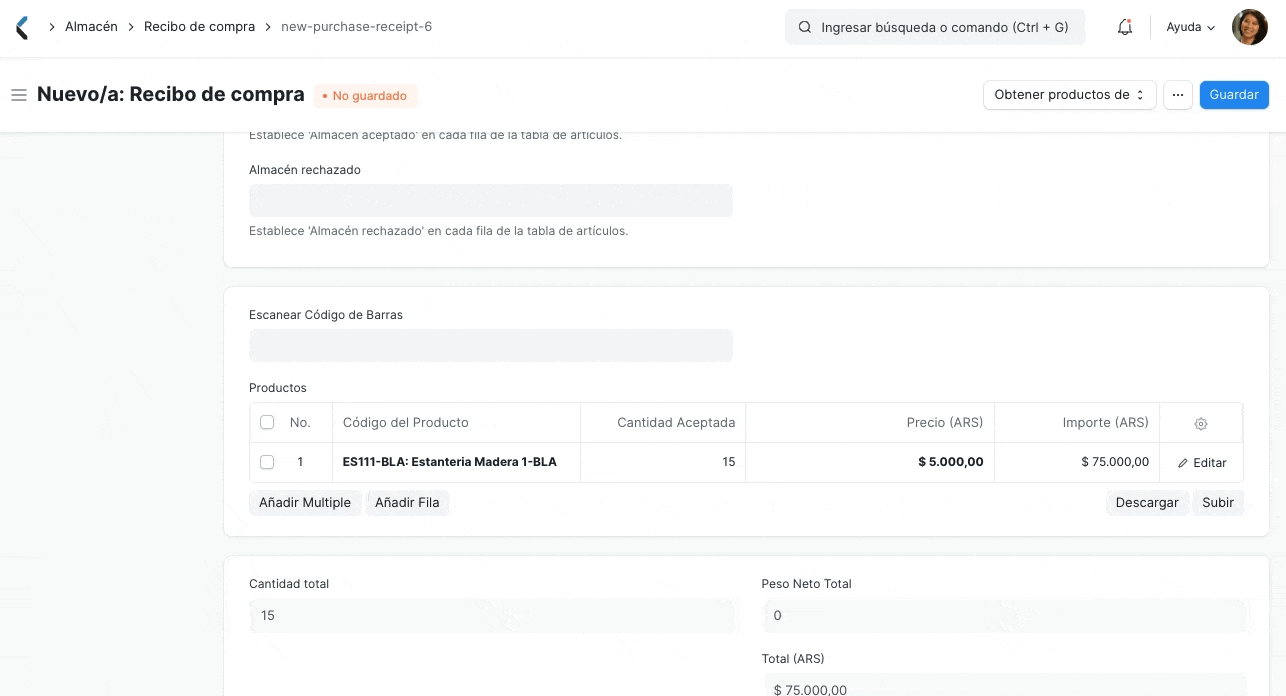 Almacén > Recibo de compra > new-purchase-receipt-6
Ingresar búsqueda o comando (Ctrl + G)
Ayuda
Nuevo/a: Recibo de compra
• No guardado
Obtener productos de
...
Guardar
Establece 'Almacén aceptado' en cada fila de la tabla de artículos.
Almacén rechazado
Establece 'Almacén rechazado' en cada fila de la tabla de artículos.
Escanear Código de Barras
Productos
No. Código del Producto Cantidad Aceptada Precio (ARS) Importe (ARS)
1 ES111-BLA: Estanteria Madera 1-BLA 15 $ 5.000,00 $ 75.000,00 Editar
Añadir Multiple Añadir Fila Descargar Subir
Cantidad total
15
Peso Neto Total
0
Total (ARS)
$ 75.000,00